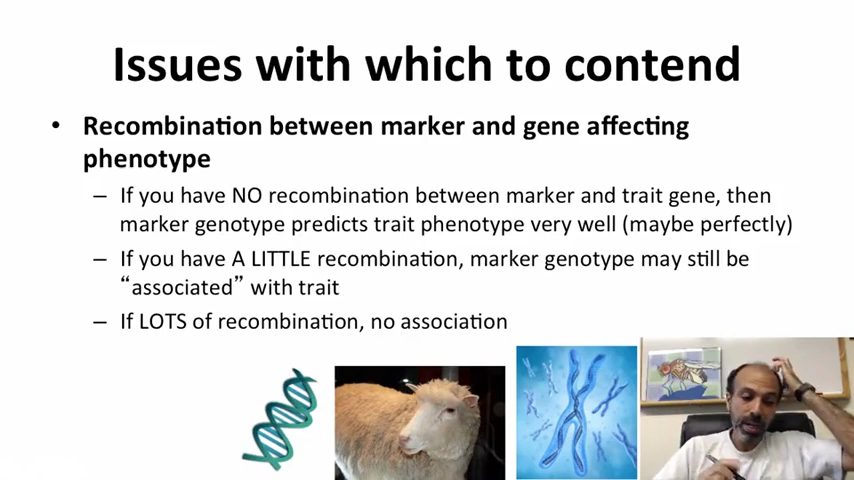 Issues with which to contend
• Recombination between marker and gene affecting
phenotype
– If you have NO recombination between marker and trait gene, then
marker genotype predicts trait phenotype very well (maybe perfectly)
– If you have A LITTLE recombination, marker genotype may still be
“associated” with trait
– If LOTS of recombination, no association